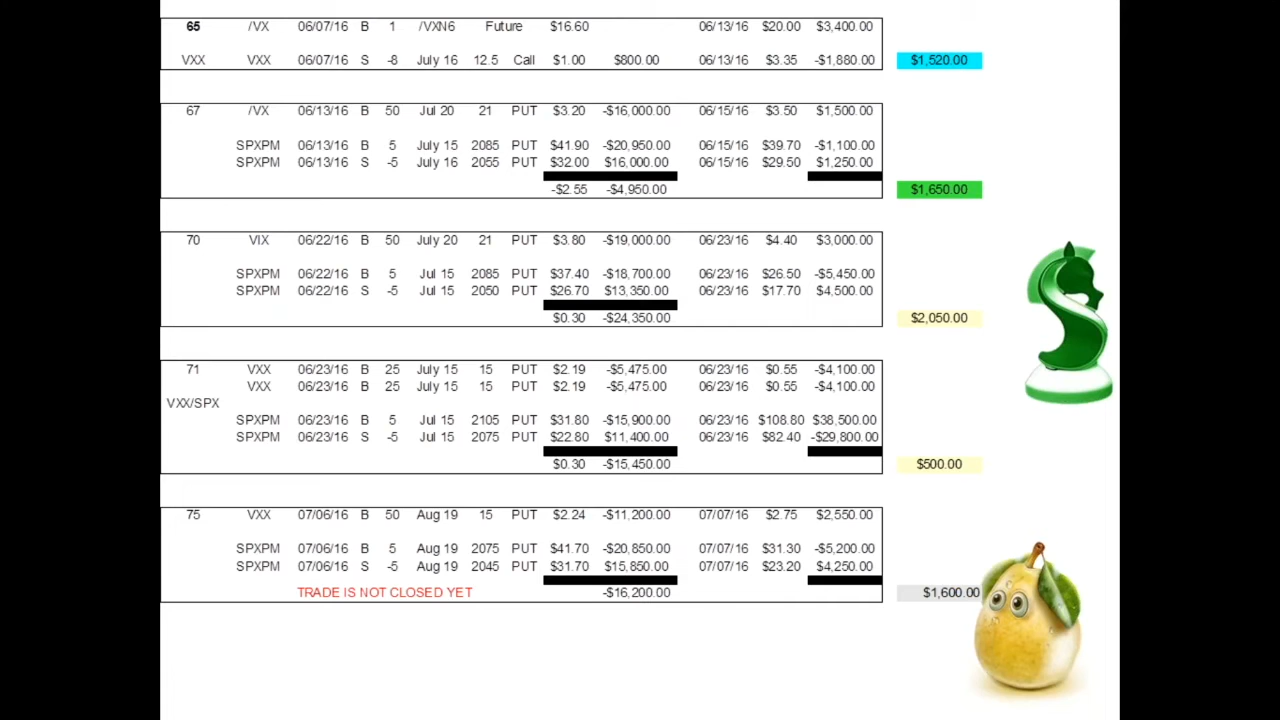 65 /VX 06/07/16 B 1 /VXN6 Future $16.60 06/13/16 $20.00 $3,400.00
VXX VXX 06/07/16 S -8 July 16 12.5 Call $1.00 $800.00 06/13/16 $3.35 -$1,880.00 $1,520.00
67 /VX 06/13/16 B 50 Jul 20 21 PUT $3.20 -$16,000.00 06/15/16 $3.50 $1,500.00
SPXPM 06/13/16 B 5 July 15 2085 PUT $41.90 -$20,950.00 06/15/16 $39.70 -$1,100.00
SPXPM 06/13/16 S -5 July 16 2055 PUT $32.00 $16,000.00 06/15/16 $29.50 $1,250.00
-$2.55 -$4,950.00 $1,650.00
70 VIX 06/22/16 B 50 July 20 21 PUT $3.80 -$19,000.00 06/23/16 $4.40 $3,000.00
SPXPM 06/22/16 B 5 Jul 15 2085 PUT $37.40 -$18,700.00 06/23/16 $26.50 -$5,450.00
SPXPM 06/22/16 S -5 Jul 15 2050 PUT $26.70 $13,350.00 06/23/16 $17.70 $4,500.00
$0.30 -$24,350.00 $2,050.00
71 VXX 06/23/16 B 25 July 15 15 PUT $2.19 -$5,475.00 06/23/16 $0.55 -$4,100.00
VXX 06/23/16 B 25 July 15 15 PUT $2.19 -$5,475.00 06/23/16 $0.55 -$4,100.00
VXX/SPX
SPXPM 06/23/16 B 5 Jul 15 2105 PUT $31.80 -$15,900.00 06/23/16 $108.80 $38,500.00
SPXPM 06/23/16 S -5 Jul 15 2075 PUT $22.80 $11,400.00 06/23/16 $82.40 -$29,800.00
$0.30 -$15,450.00 $500.00
75 VXX 07/06/16 B 50 Aug 19 15 PUT $2.24 -$11,200.00 07/07/16 $2.75 $2,550.00
SPXPM 07/06/16 B 5 Aug 19 2075 PUT $41.70 -$20,850.00 07/07/16 $31.30 -$5,200.00
SPXPM 07/06/16 S -5 Aug 19 2045 PUT $31.70 $15,850.00 07/07/16 $23.20 $4,250.00
TRADE IS NOT CLOSED YET -$16,200.00 $1,600.00